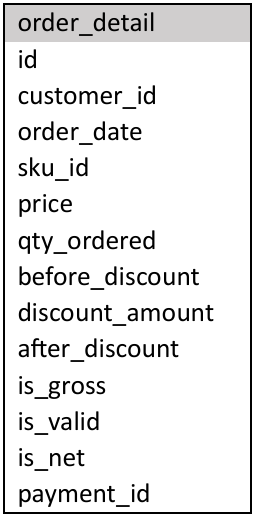 order_detail
id
customer_id
order_date
sku_id
price
qty_ordered
before_discount
discount_amount
after_discount
is_gross
is_valid
is_net
payment_id